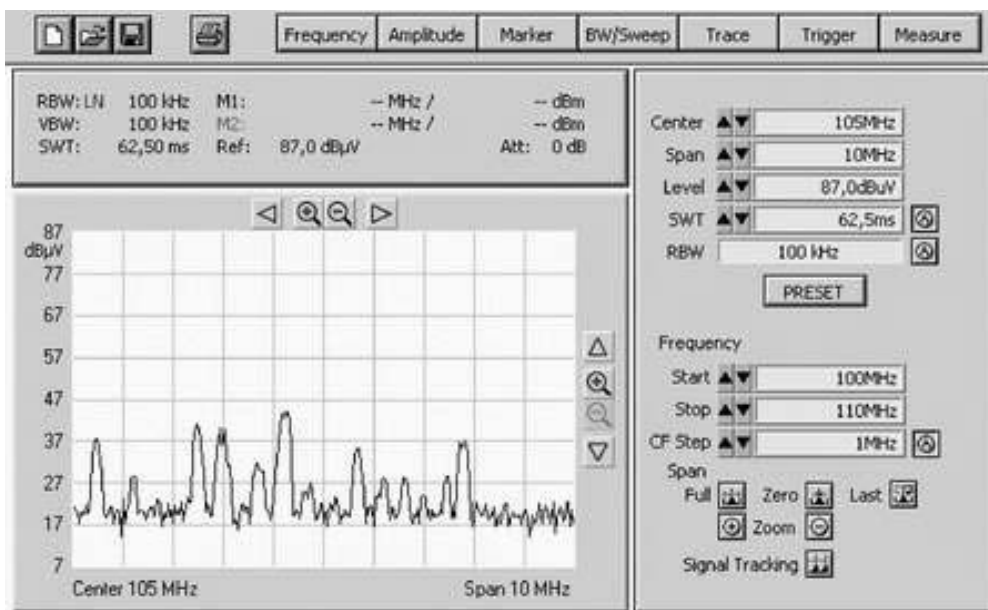 Frequency Amplitude Marker BW/Sweep Trace Trigger Measure
RBW: LN 100 kHz M1: -- MHz / -- dBm
VBW: 100 kHz M2: -- MHz / -- dBm
SWT: 62,50 ms Ref: 87,0 dBµV Att: 0 dB
87
dBµV
77
67
57
47
37
27
17
7
Center 105 MHz Span 10 MHz
Center 105MHz
Span 10MHz
Level 87,0dBuV
SWT 62,5ms
RBW 100 kHz
PRESET
Frequency
Start 100MHz
Stop 110MHz
CF Step 1MHz
Span
Full Zero Last
Zoom
Signal Tracking